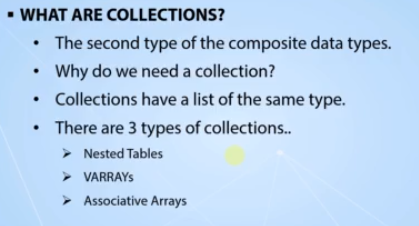 ▪ WHAT ARE COLLECTIONS?
• The second type of the composite data types.
• Why do we need a collection?
• Collections have a list of the same type.
• There are 3 types of collections..
➢ Nested Tables
➢ VARRAYs
➢ Associative Arrays